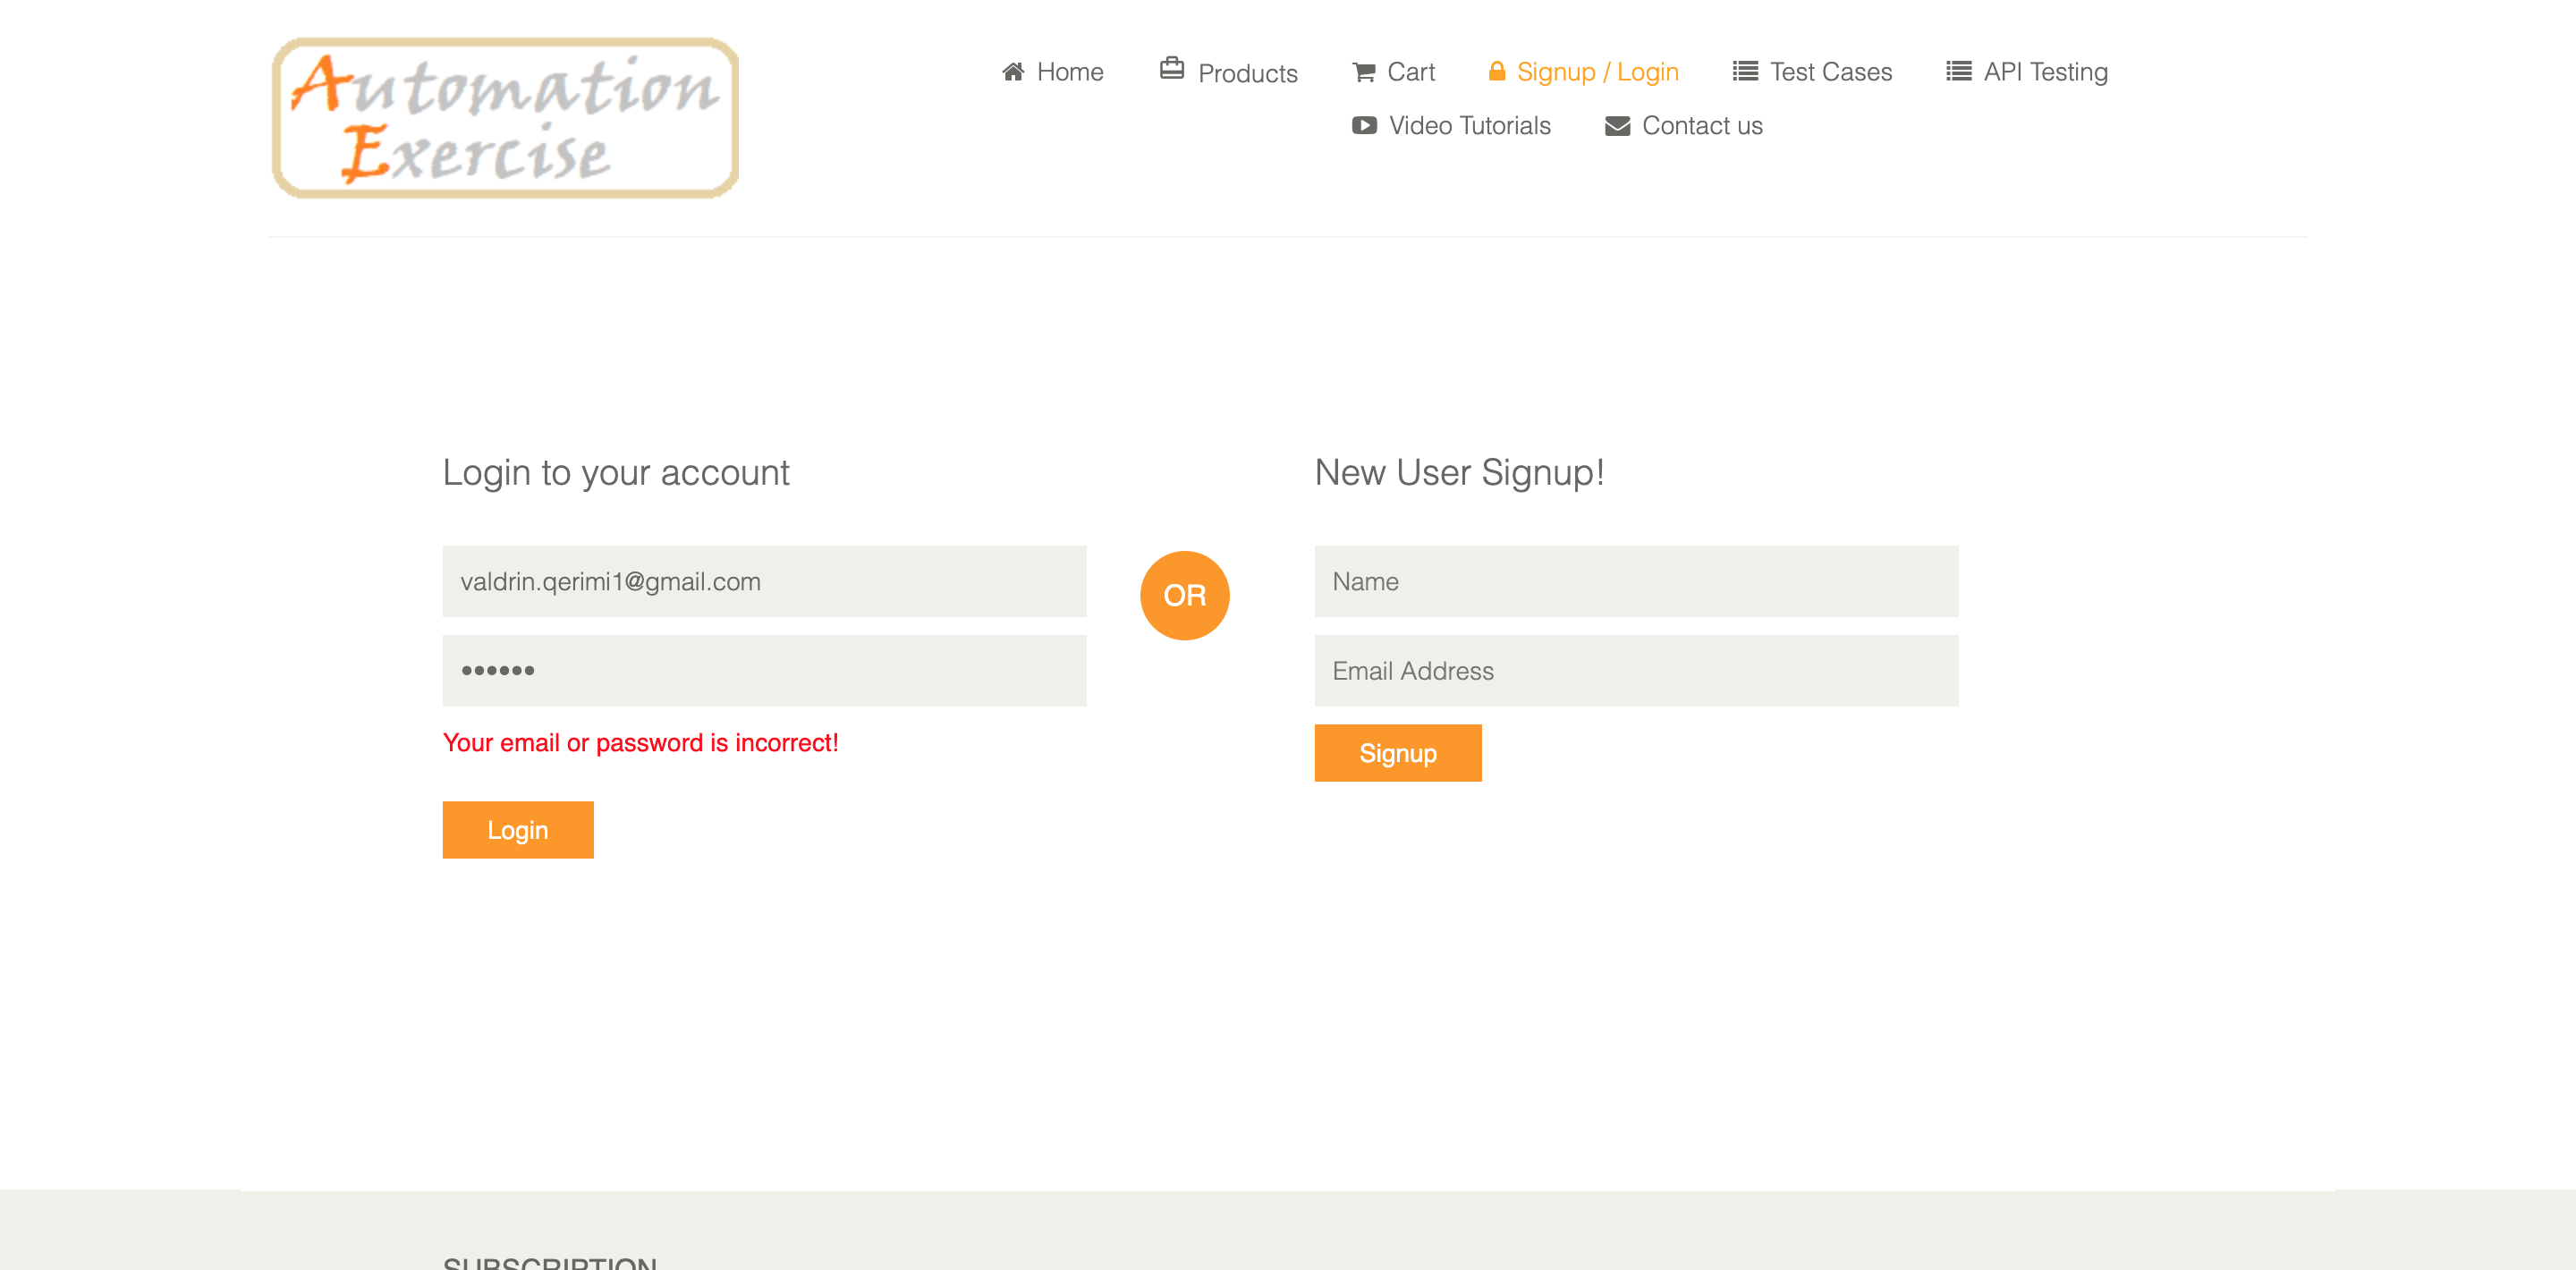 Automation
Exercise
Home Products Cart Signup / Login Test Cases API Testing
Video Tutorials Contact us
Login to your account
valdrin.qerimi1@gmail.com
••••••
Your email or password is incorrect!
Login
OR
New User Signup!
Name
Email Address
Signup
SUBSCRIPTION